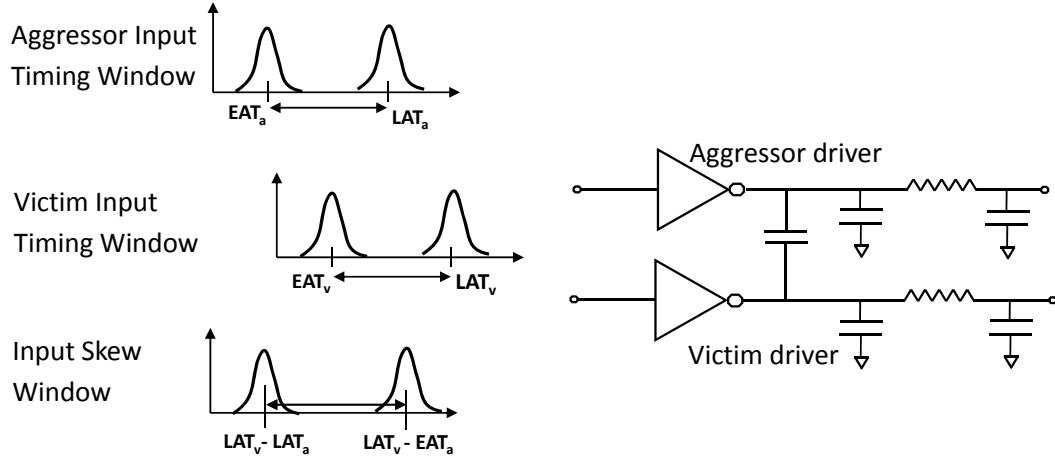 Aggressor Input
Timing Window
EATa
LATa
Victim Input
Timing Window
EATv
LATv
Input Skew
Window
LATv- LATa
LATv- EATa
Aggressor driver
Victim driver